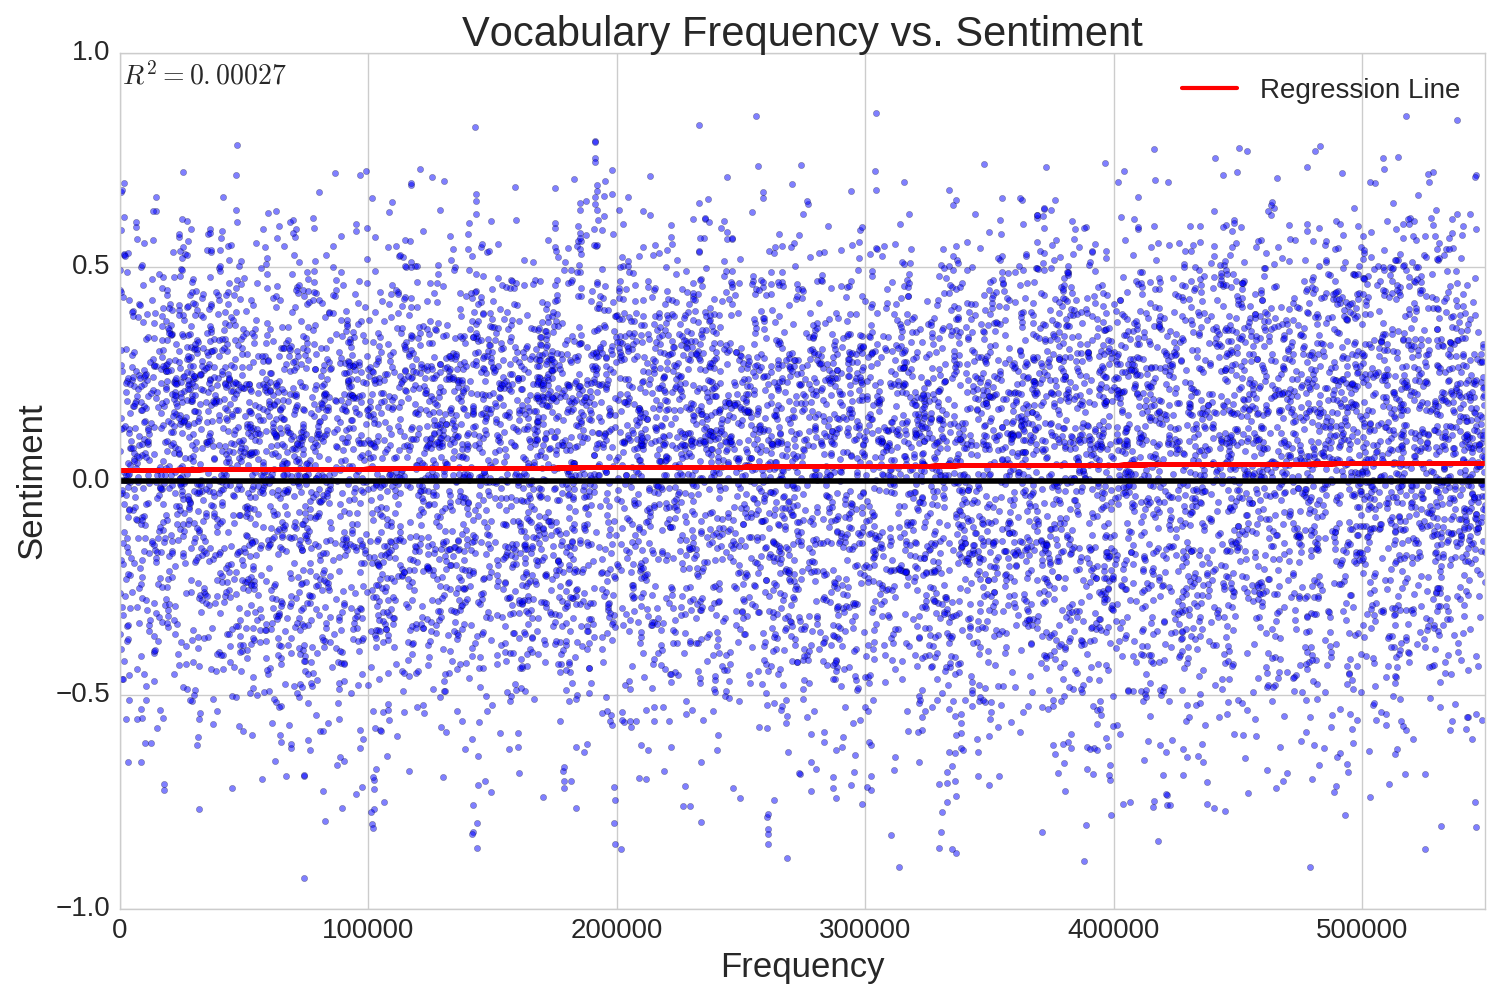 Vocabulary Frequency vs. Sentiment
R² = 0.00027
Regression Line
Sentiment
1.0
0.5
0.0
−0.5
−1.0
0
100000
200000
300000
400000
500000
Frequency